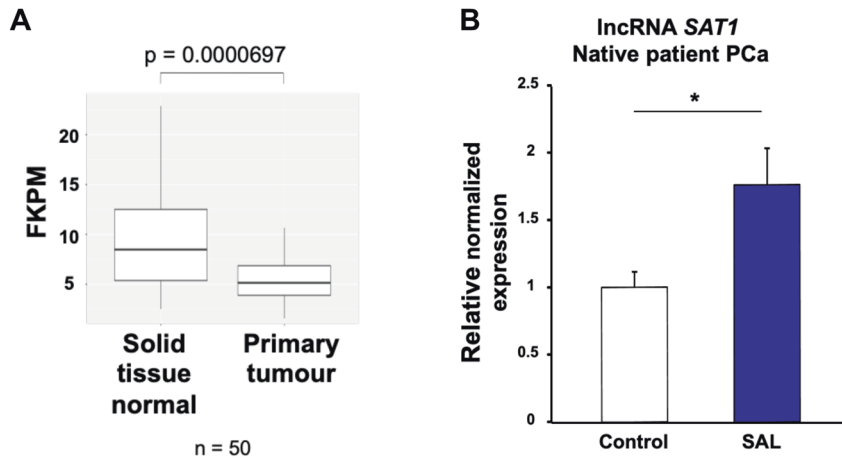 A
p = 0.0000697
FKPM
20
15
10
5
Solid
tissue
normal
Primary
tumour
n = 50
B
lncRNA SAT1
Native patient PCa
Relative normalized
expression
2.5
2
1.5
1
0.5
0
*
Control
SAL